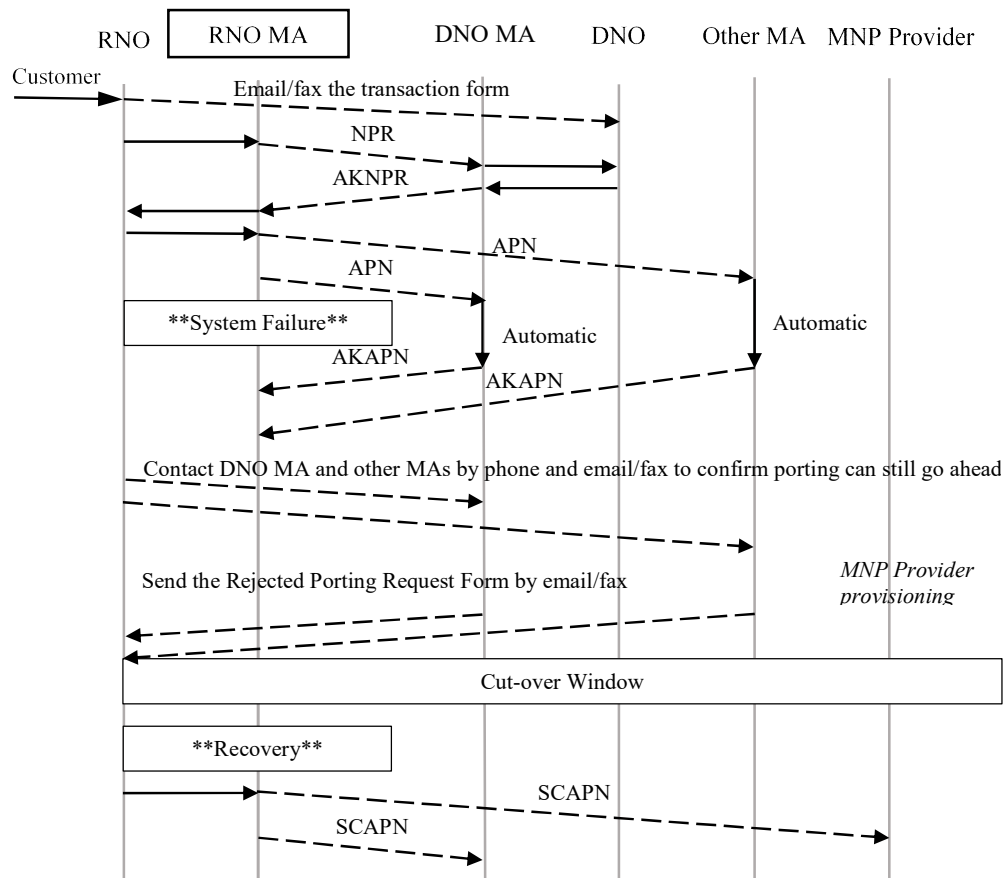 RNO RNO MA DNO MA DNO Other MA MNP Provider
Customer
Email/fax the transaction form
NPR
AKNPR
APN
APN
**System Failure**
Automatic
Automatic
AKAPN
AKAPN
Contact DNO MA and other MAs by phone and email/fax to confirm porting can still go ahead
Send the Rejected Porting Request Form by email/fax
MNP Provider
provisioning
Cut-over Window
**Recovery**
SCAPN
SCAPN